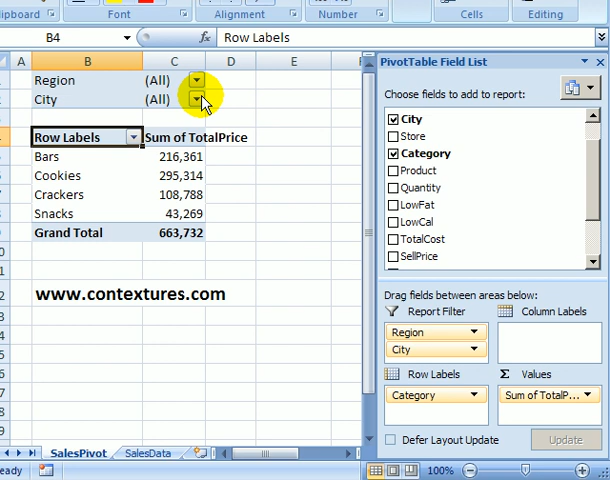 Font
Alignment
Number
Cells
Editing
B4
fx
Row Labels
A B C D E
Region (All)
City (All)
Row Labels Sum of TotalPrice
Bars 216,361
Cookies 295,314
Crackers 108,788
Snacks 43,269
Grand Total 663,732
www.contextures.com
PivotTable Field List
Choose fields to add to report:
City
Store
Category
Product
Quantity
LowFat
LowCal
TotalCost
SellPrice
Drag fields between areas below:
Report Filter
Column Labels
Region
City
Row Labels
Σ Values
Category
Sum of TotalP...
Defer Layout Update
Update
SalesPivot
SalesData
eady
100%